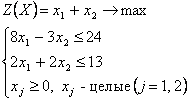 Z(X) = x₁ + x₂ → max
8x₁ − 3x₂ ≤ 24
2x₁ + 2x₂ ≤ 13
xⱼ ≥ 0, xⱼ - целые (j = 1, 2)